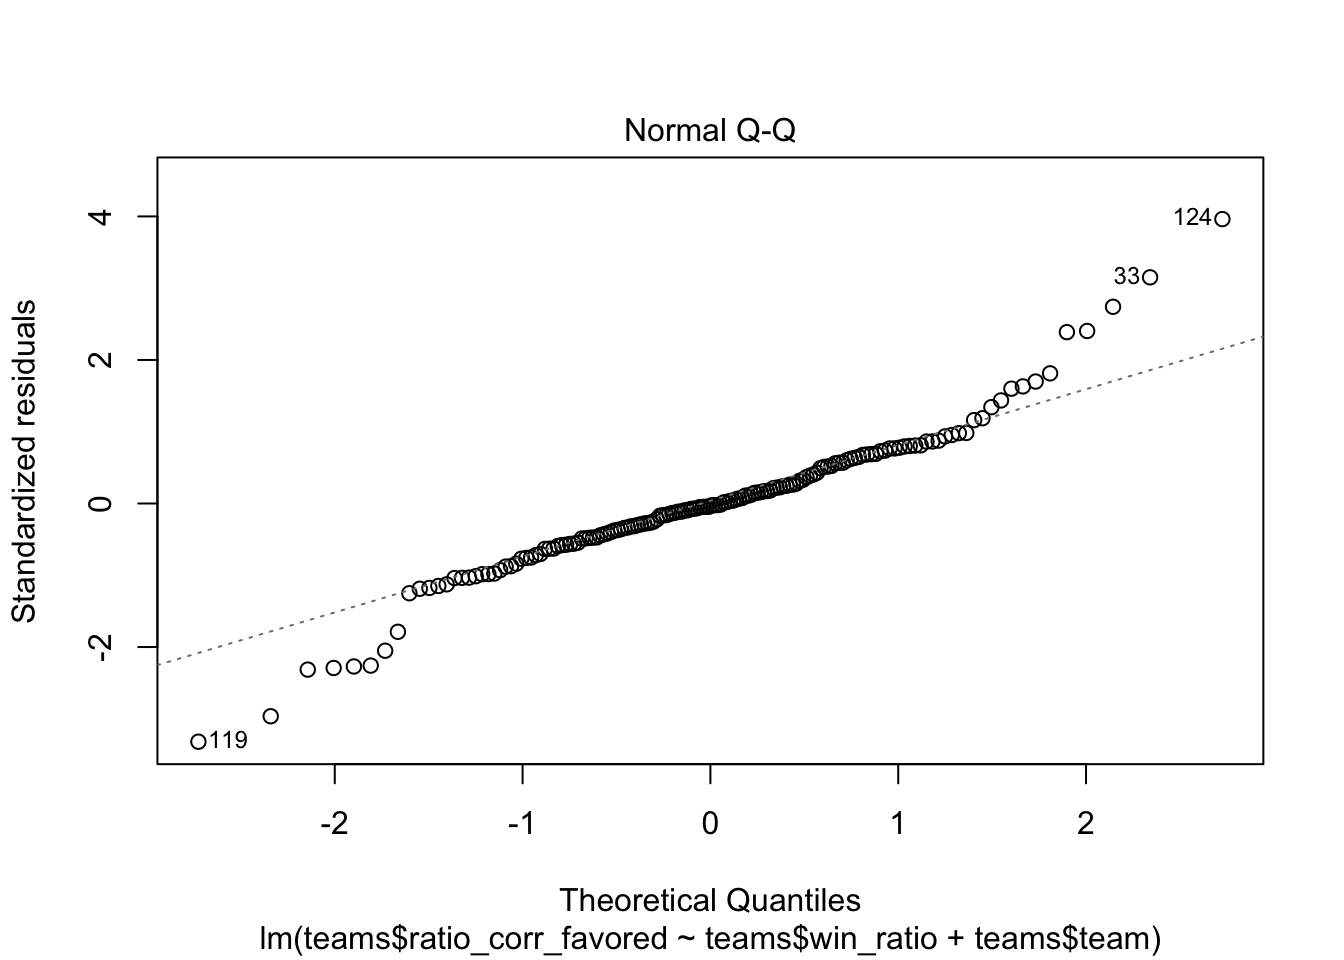 Normal Q-Q
Standardized residuals
4
2
0
-2
124
33
119
-2 -1 0 1 2
Theoretical Quantiles
lm(teams$ratio_corr_favored ~ teams$win_ratio + teams$team)